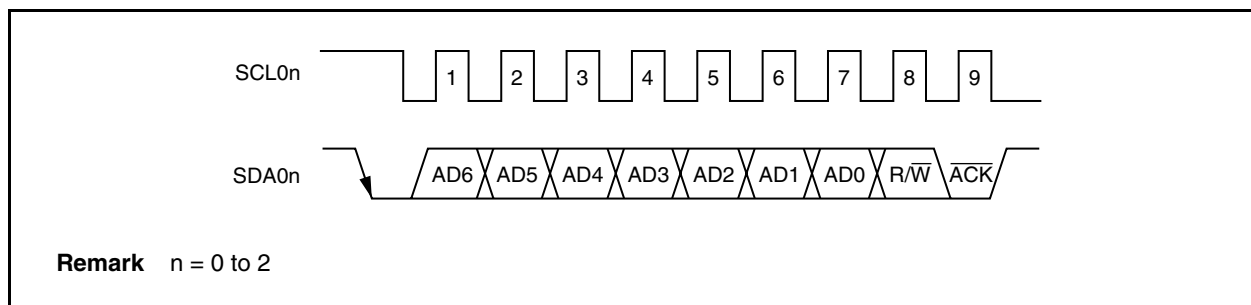 SCL0n 1 2 3 4 5 6 7 8 9
SDA0n AD6 AD5 AD4 AD3 AD2 AD1 AD0 R/W̅ A̅C̅K̅
Remark n = 0 to 2